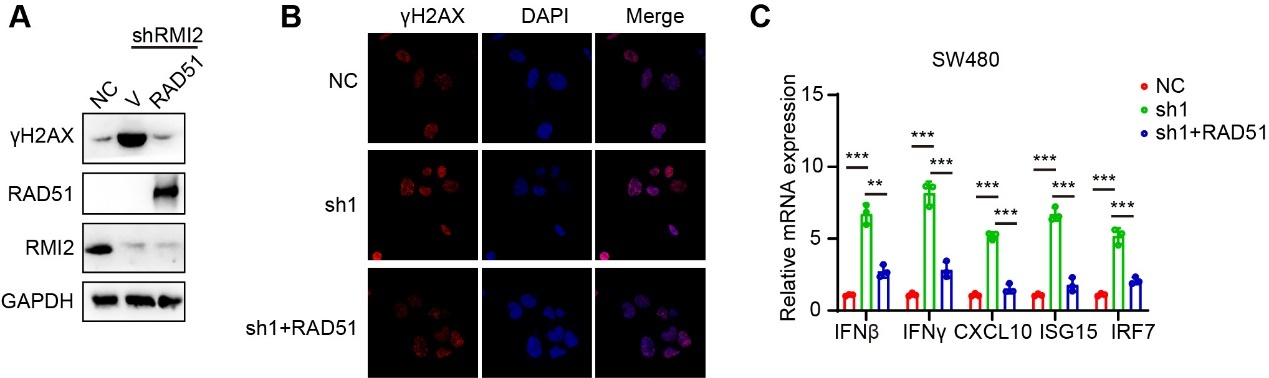 A
shRMI2
NC
V
RAD51
γH2AX
RAD51
RMI2
GAPDH
B
γH2AX
DAPI
Merge
NC
sh1
sh1+RAD51
C
SW480
NC
sh1
sh1+RAD51
Relative mRNA expression
15
10
5
0
***
**
***
***
***
***
***
***
***
***
IFNβ
IFNγ
CXCL10
ISG15
IRF7